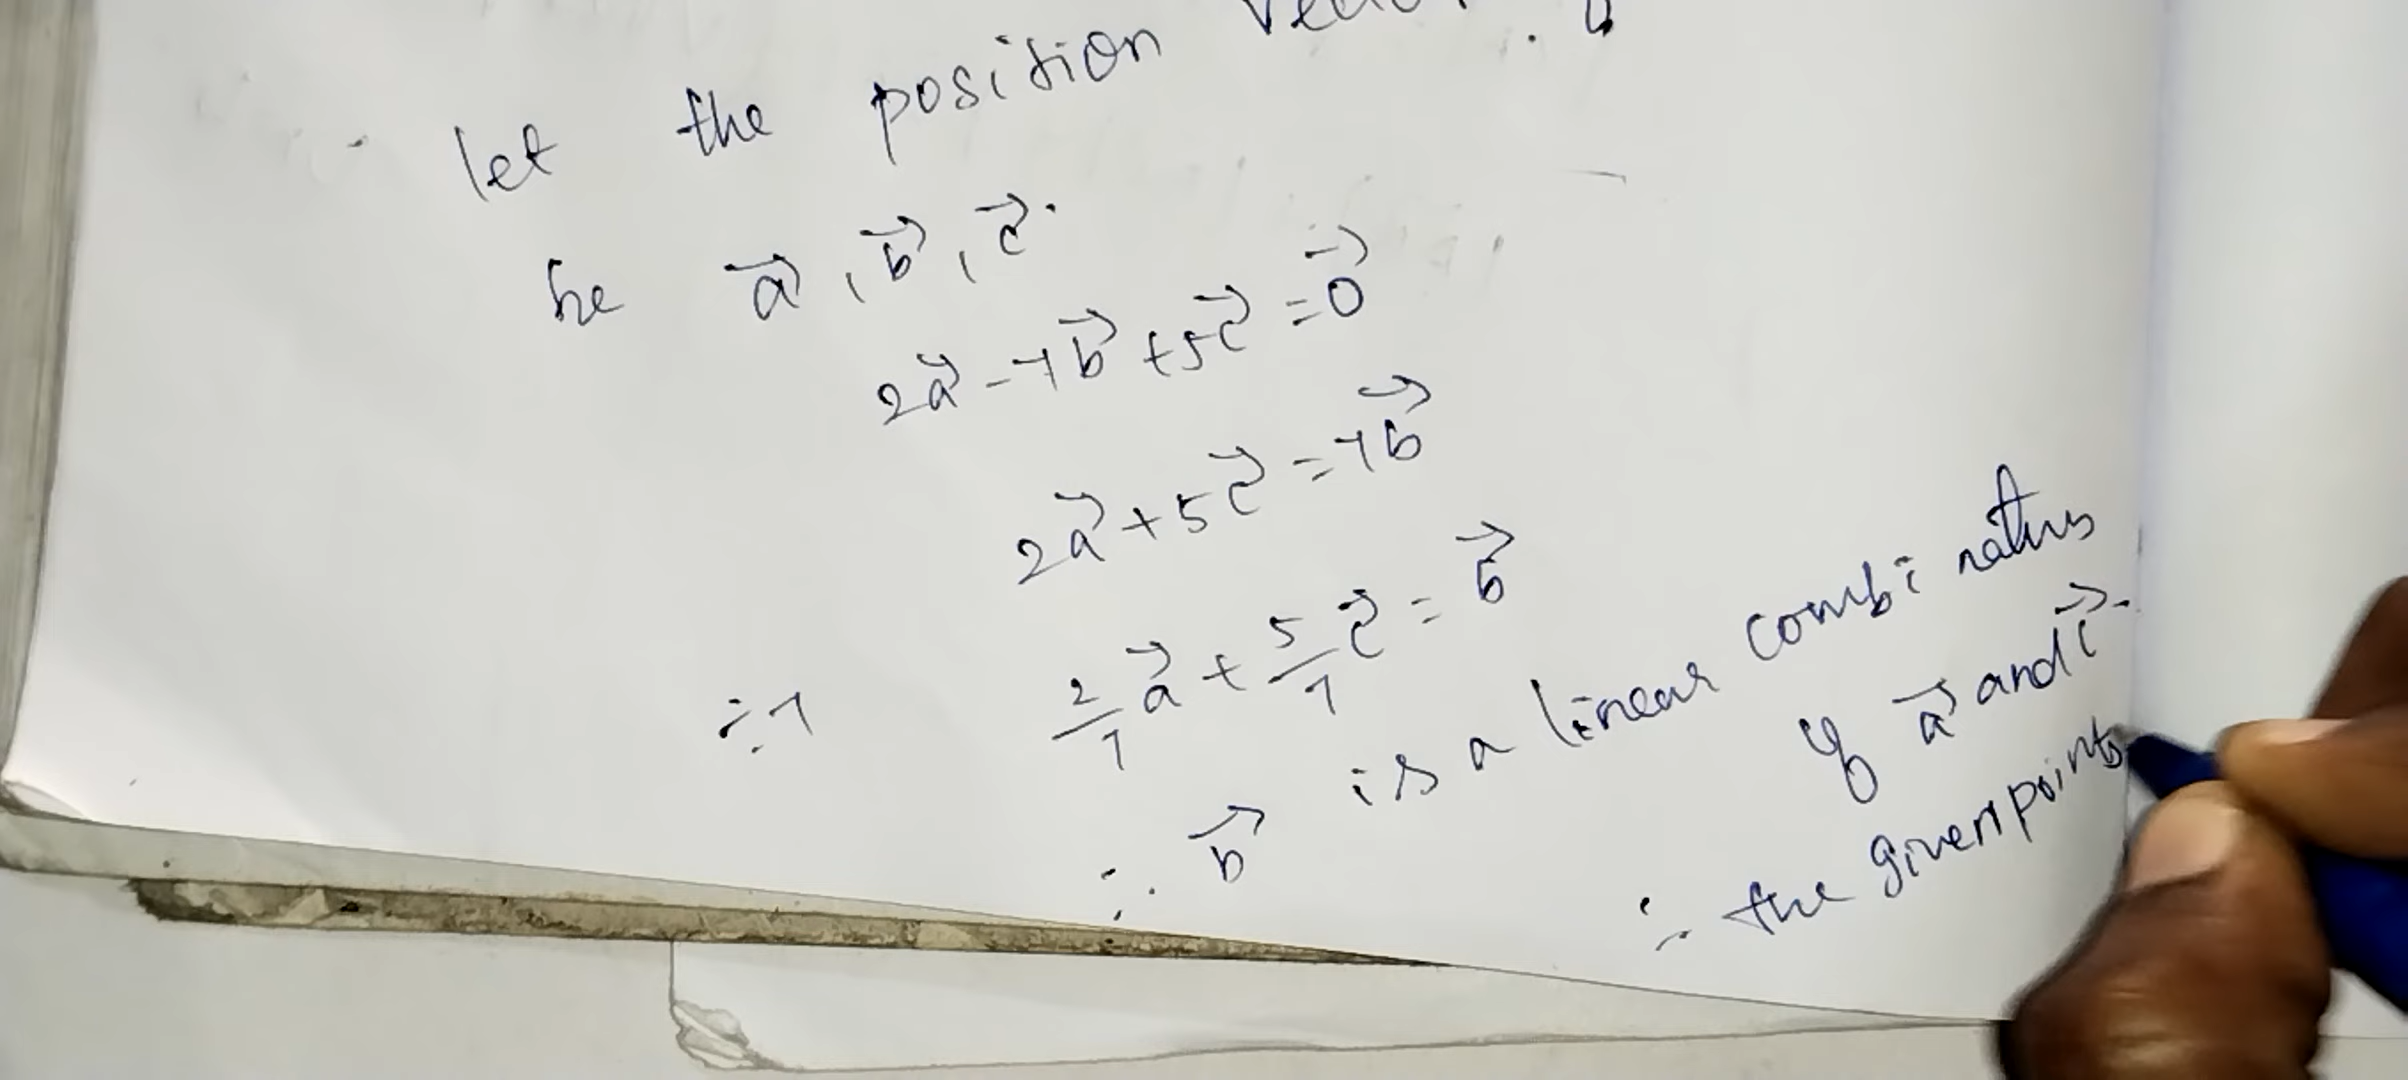 let the position
be a⃗, b⃗, c⃗.
2a⃗ - 7b⃗ + 5c⃗ = 0⃗
2a⃗ + 5c⃗ = 7b⃗
÷7 2/7 a⃗ + 5/7 c⃗ = b⃗
∴ b⃗ is a linear combi
of a⃗ and c⃗.
∴ the given points